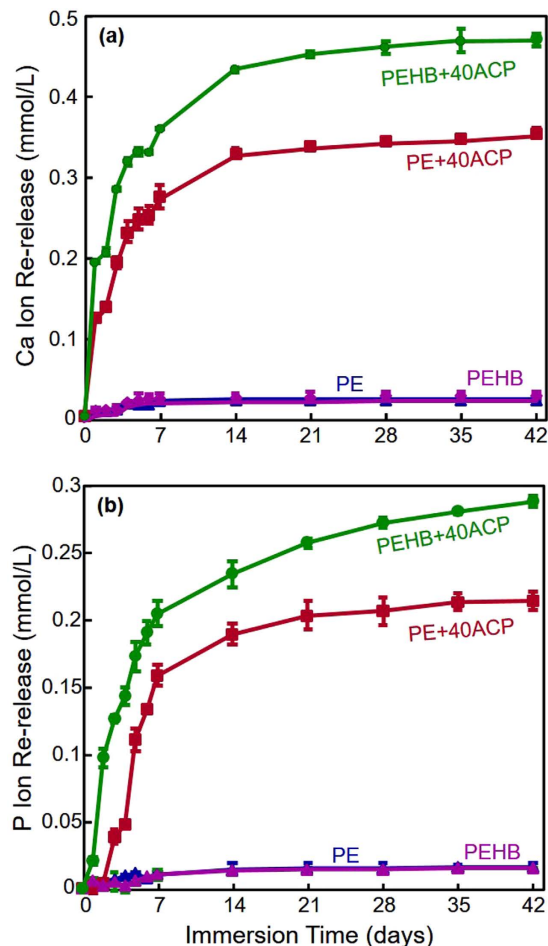 (a)
0.5
0.4
0.3
0.2
0.1
0
Ca Ion Re-release (mmol/L)
PEHB+40ACP
PE+40ACP
PE
PEHB
0 7 14 21 28 35 42
(b)
0.3
0.25
0.2
0.15
0.1
0.05
0
P Ion Re-release (mmol/L)
PEHB+40ACP
PE+40ACP
PE
PEHB
0 7 14 21 28 35 42
Immersion Time (days)